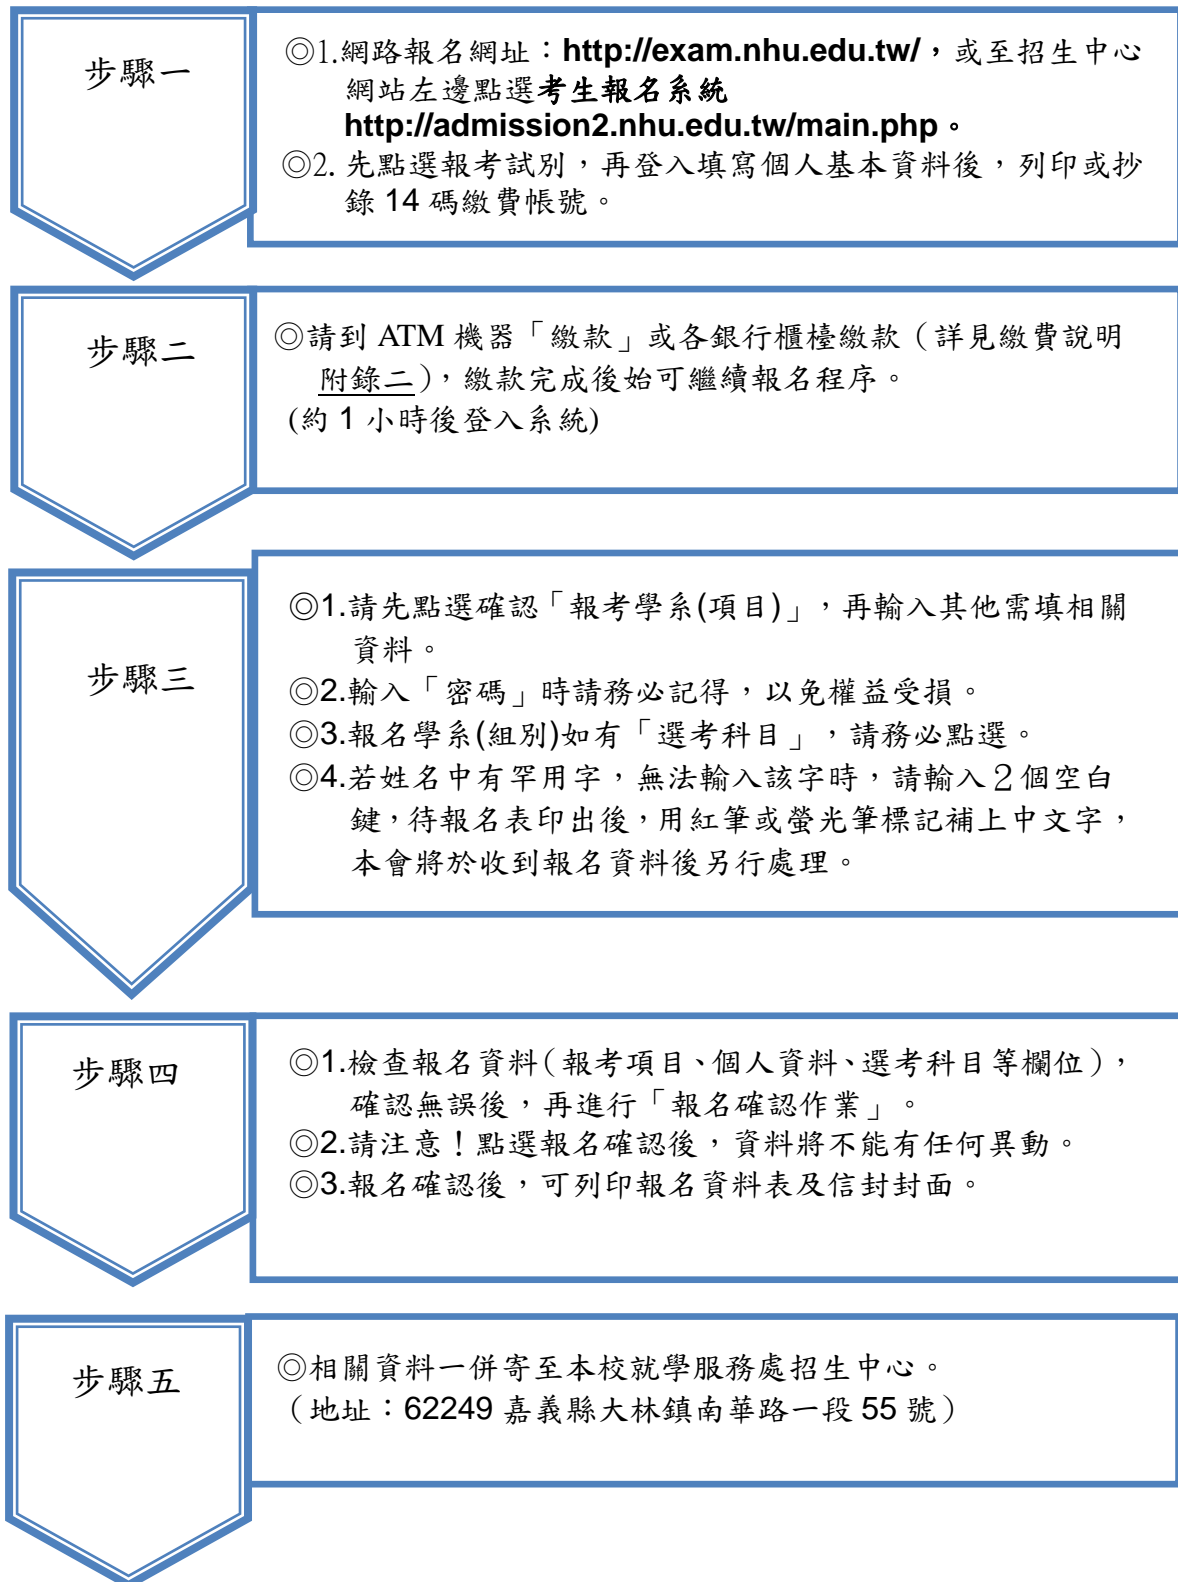 步驟一
◎1.網路報名網址：http://exam.nhu.edu.tw/，或至招生中心
網站左邊點選考生報名系統
http://admission2.nhu.edu.tw/main.php。
◎2. 先點選報考試別，再登入填寫個人基本資料後，列印或抄
錄 14 碼繳費帳號。
步驟二
◎請到 ATM 機器「繳款」或各銀行櫃檯繳款（詳見繳費說明
附錄二），繳款完成後始可繼續報名程序。
(約 1 小時後登入系統)
步驟三
◎1.請先點選確認「報考學系(項目)」，再輸入其他需填相關
資料。
◎2.輸入「密碼」時請務必記得，以免權益受損。
◎3.報名學系(組別)如有「選考科目」，請務必點選。
◎4.若姓名中有罕用字，無法輸入該字時，請輸入２個空白
鍵，待報名表印出後，用紅筆或螢光筆標記補上中文字，
本會將於收到報名資料後另行處理。
步驟四
◎1.檢查報名資料（報考項目、個人資料、選考科目等欄位），
確認無誤後，再進行「報名確認作業」。
◎2.請注意！點選報名確認後，資料將不能有任何異動。
◎3.報名確認後，可列印報名資料表及信封封面。
步驟五
◎相關資料一併寄至本校就學服務處招生中心。
（地址：62249 嘉義縣大林鎮南華路一段 55 號）